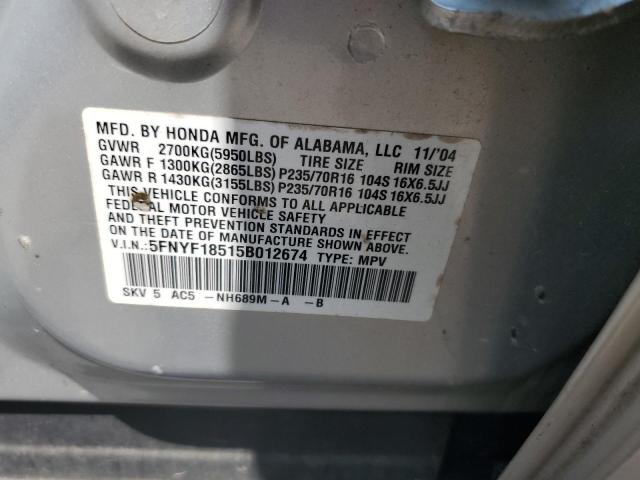 MFD. BY HONDA MFG. OF ALABAMA, LLC 11/'04
GVWR 2700KG(5950LBS) TIRE SIZE RIM SIZE
GAWR F 1300KG(2865LBS) P235/70R16 104S 16X6.5JJ
GAWR R 1430KG(3155LBS) P235/70R16 104S 16X6.5JJ
THIS VEHICLE CONFORMS TO ALL APPLICABLE
FEDERAL MOTOR VEHICLE SAFETY
AND THEFT PREVENTION STANDARDS IN EFFECT
ON THE DATE OF MANUFACTURE SHOWN ABOVE.
V.I.N.:5FNYF18515B012674 TYPE: MPV
SKV 5 AC5 -NH689M-A -B